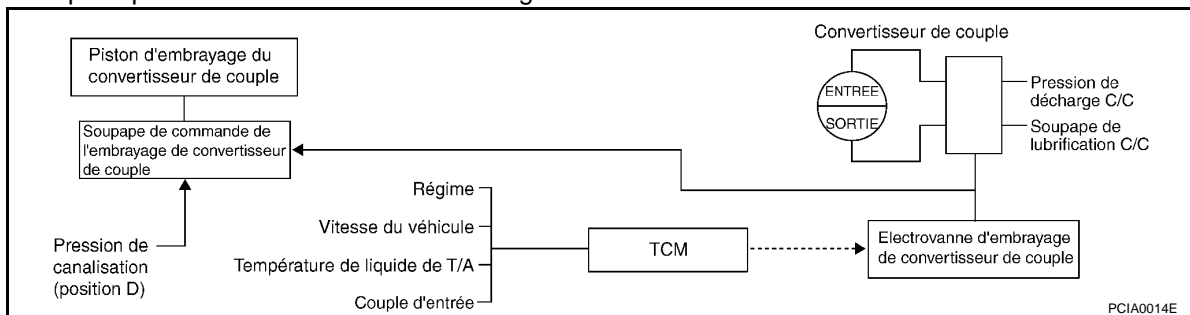 Piston d'embrayage du
convertisseur de couple
Soupape de commande de
l'embrayage de convertisseur
de couple
Pression de
canalisation
(position D)
Régime
Vitesse du véhicule
Température de liquide de T/A
Couple d'entrée
TCM
Convertisseur de couple
ENTREE
SORTIE
Pression de
décharge C/C
Soupape de
lubrification C/C
Electrovanne d'embrayage
de convertisseur de couple
PCIA0014E